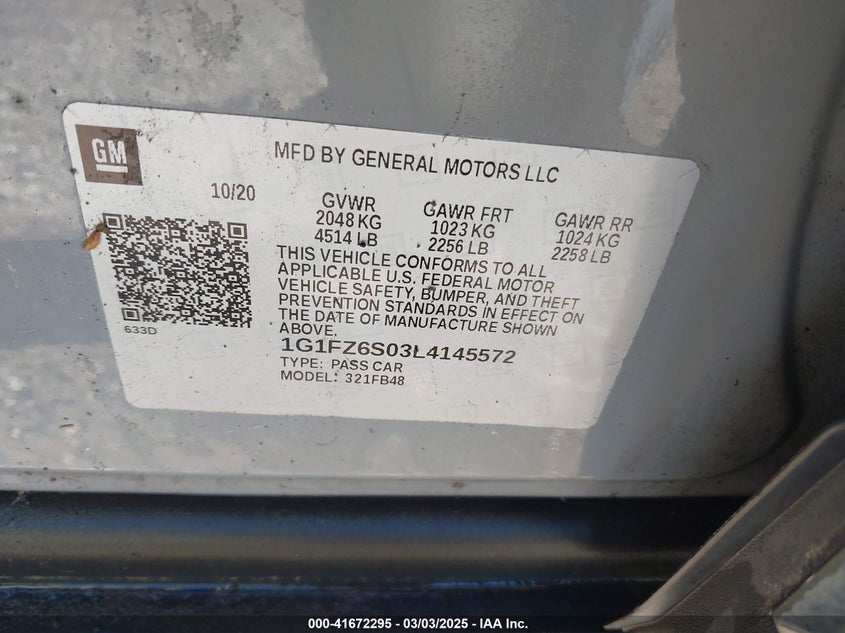 GM
MFD BY GENERAL MOTORS LLC
10/20
GVWR
2048 KG
4514 LB
GAWR FRT
1023 KG
2256 LB
GAWR RR
1024 KG
2258 LB
THIS VEHICLE CONFORMS TO ALL
APPLICABLE U.S. FEDERAL MOTOR
VEHICLE SAFETY, BUMPER, AND THEFT
PREVENTION STANDARDS IN EFFECT ON
THE DATE OF MANUFACTURE SHOWN
ABOVE.
633D
1G1FZ6S03L4145572
TYPE: PASS CAR
MODEL: 321FB48
000-41672295 - 03/03/2025 - IAA Inc.